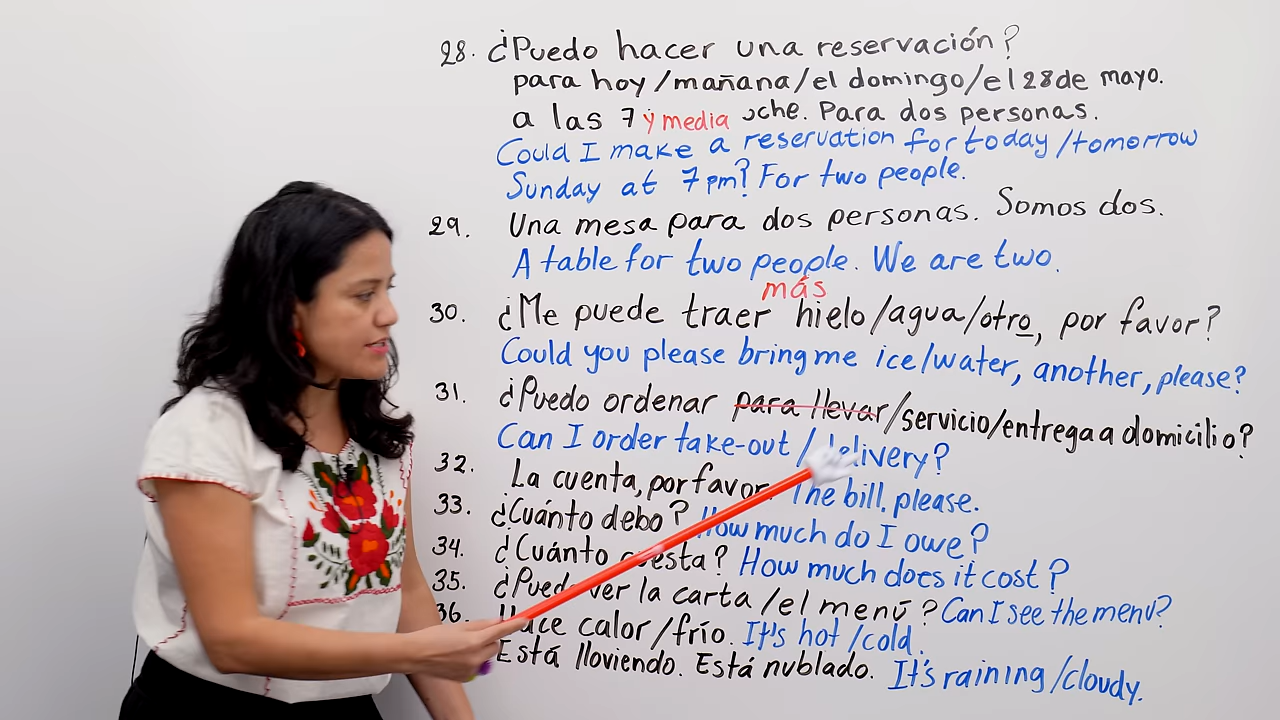 28. ¿Puedo hacer una reservación?
para hoy /mañana/el domingo/el 28 de mayo.
a las 7 y media oche. Para dos personas.
Could I make a reservation for today /tomorrow
Sunday at 7 pm? For two people.
29. Una mesa para dos personas. Somos dos.
A table for two people. We are two.
más
30. ¿Me puede traer hielo /agua/otro, por favor?
Could you please bring me ice/water, another, please?
31. ¿Puedo ordenar para llevar/servicio/entrega a domicilio?
Can I order take-out / delivery?
32. La cuenta, por favor. The bill, please.
33. ¿Cuánto debo? How much do I owe?
34. ¿Cuánto cuesta? How much does it cost?
35. ¿Puedo ver la carta /el menú? Can I see the menu?
36. Hace calor /frío. It's hot /cold.
Está lloviendo. Está nublado. It's raining /cloudy.